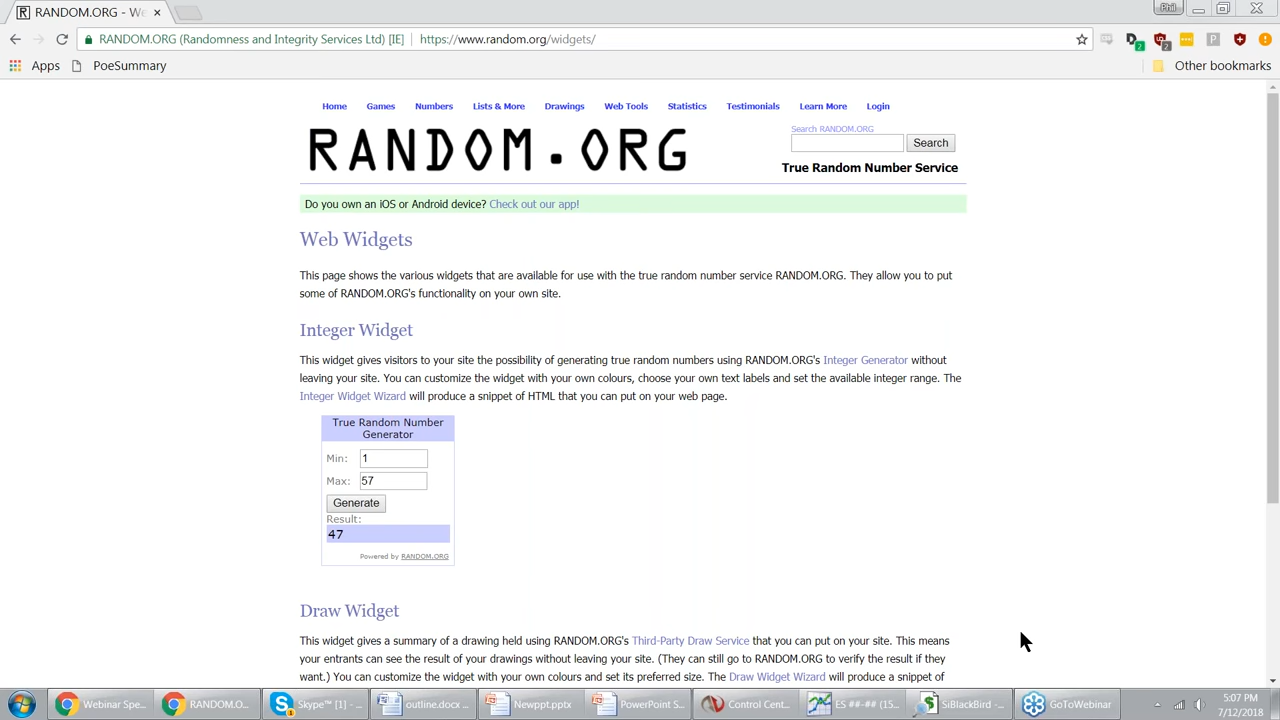 RANDOM.ORG - We
Phil
RANDOM.ORG (Randomness and Integrity Services Ltd) [IE] https://www.random.org/widgets/
2 2
Apps PoeSummary Other bookmarks
Home Games Numbers Lists & More Drawings Web Tools Statistics Testimonials Learn More Login
RANDOM.ORG
Search RANDOM.ORG
Search
True Random Number Service
Do you own an iOS or Android device? Check out our app!
Web Widgets
This page shows the various widgets that are available for use with the true random number service RANDOM.ORG. They allow you to put
some of RANDOM.ORG's functionality on your own site.
Integer Widget
This widget gives visitors to your site the possibility of generating true random numbers using RANDOM.ORG's Integer Generator without
leaving your site. You can customize the widget with your own colours, choose your own text labels and set the available integer range. The
Integer Widget Wizard will produce a snippet of HTML that you can put on your web page.
True Random Number
Generator
Min: 1
Max: 57
Generate
Result:
47
Powered by RANDOM.ORG
Draw Widget
This widget gives a summary of a drawing held using RANDOM.ORG's Third-Party Draw Service that you can put on your site. This means
your entrants can see the result of your drawings without leaving your site. (They can still go to RANDOM.ORG to verify the result if they
want.) You can customize the widget with your own colours and set its preferred size. The Draw Widget Wizard will produce a snippet of
Webinar Spe... RANDOM.O... Skype™ [1] - ... outline.docx ... Newppt.pptx PowerPoint S... Control Cent... ES ##-## (15... SiBlackBird -... GoToWebinar
5:07 PM
7/12/2018